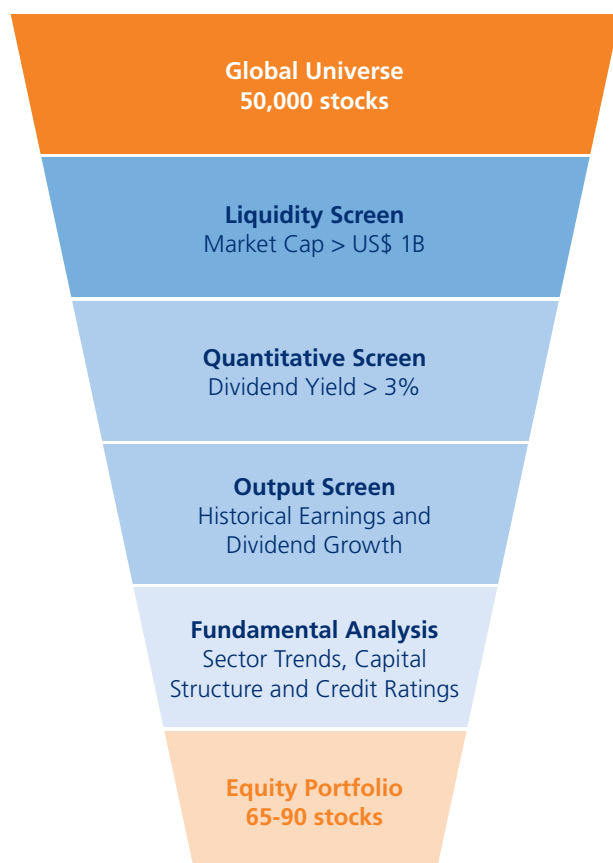 Global Universe
50,000 stocks
Liquidity Screen
Market Cap > US$ 1B
Quantitative Screen
Dividend Yield > 3%
Output Screen
Historical Earnings and
Dividend Growth
Fundamental Analysis
Sector Trends, Capital
Structure and Credit Ratings
Equity Portfolio
65-90 stocks